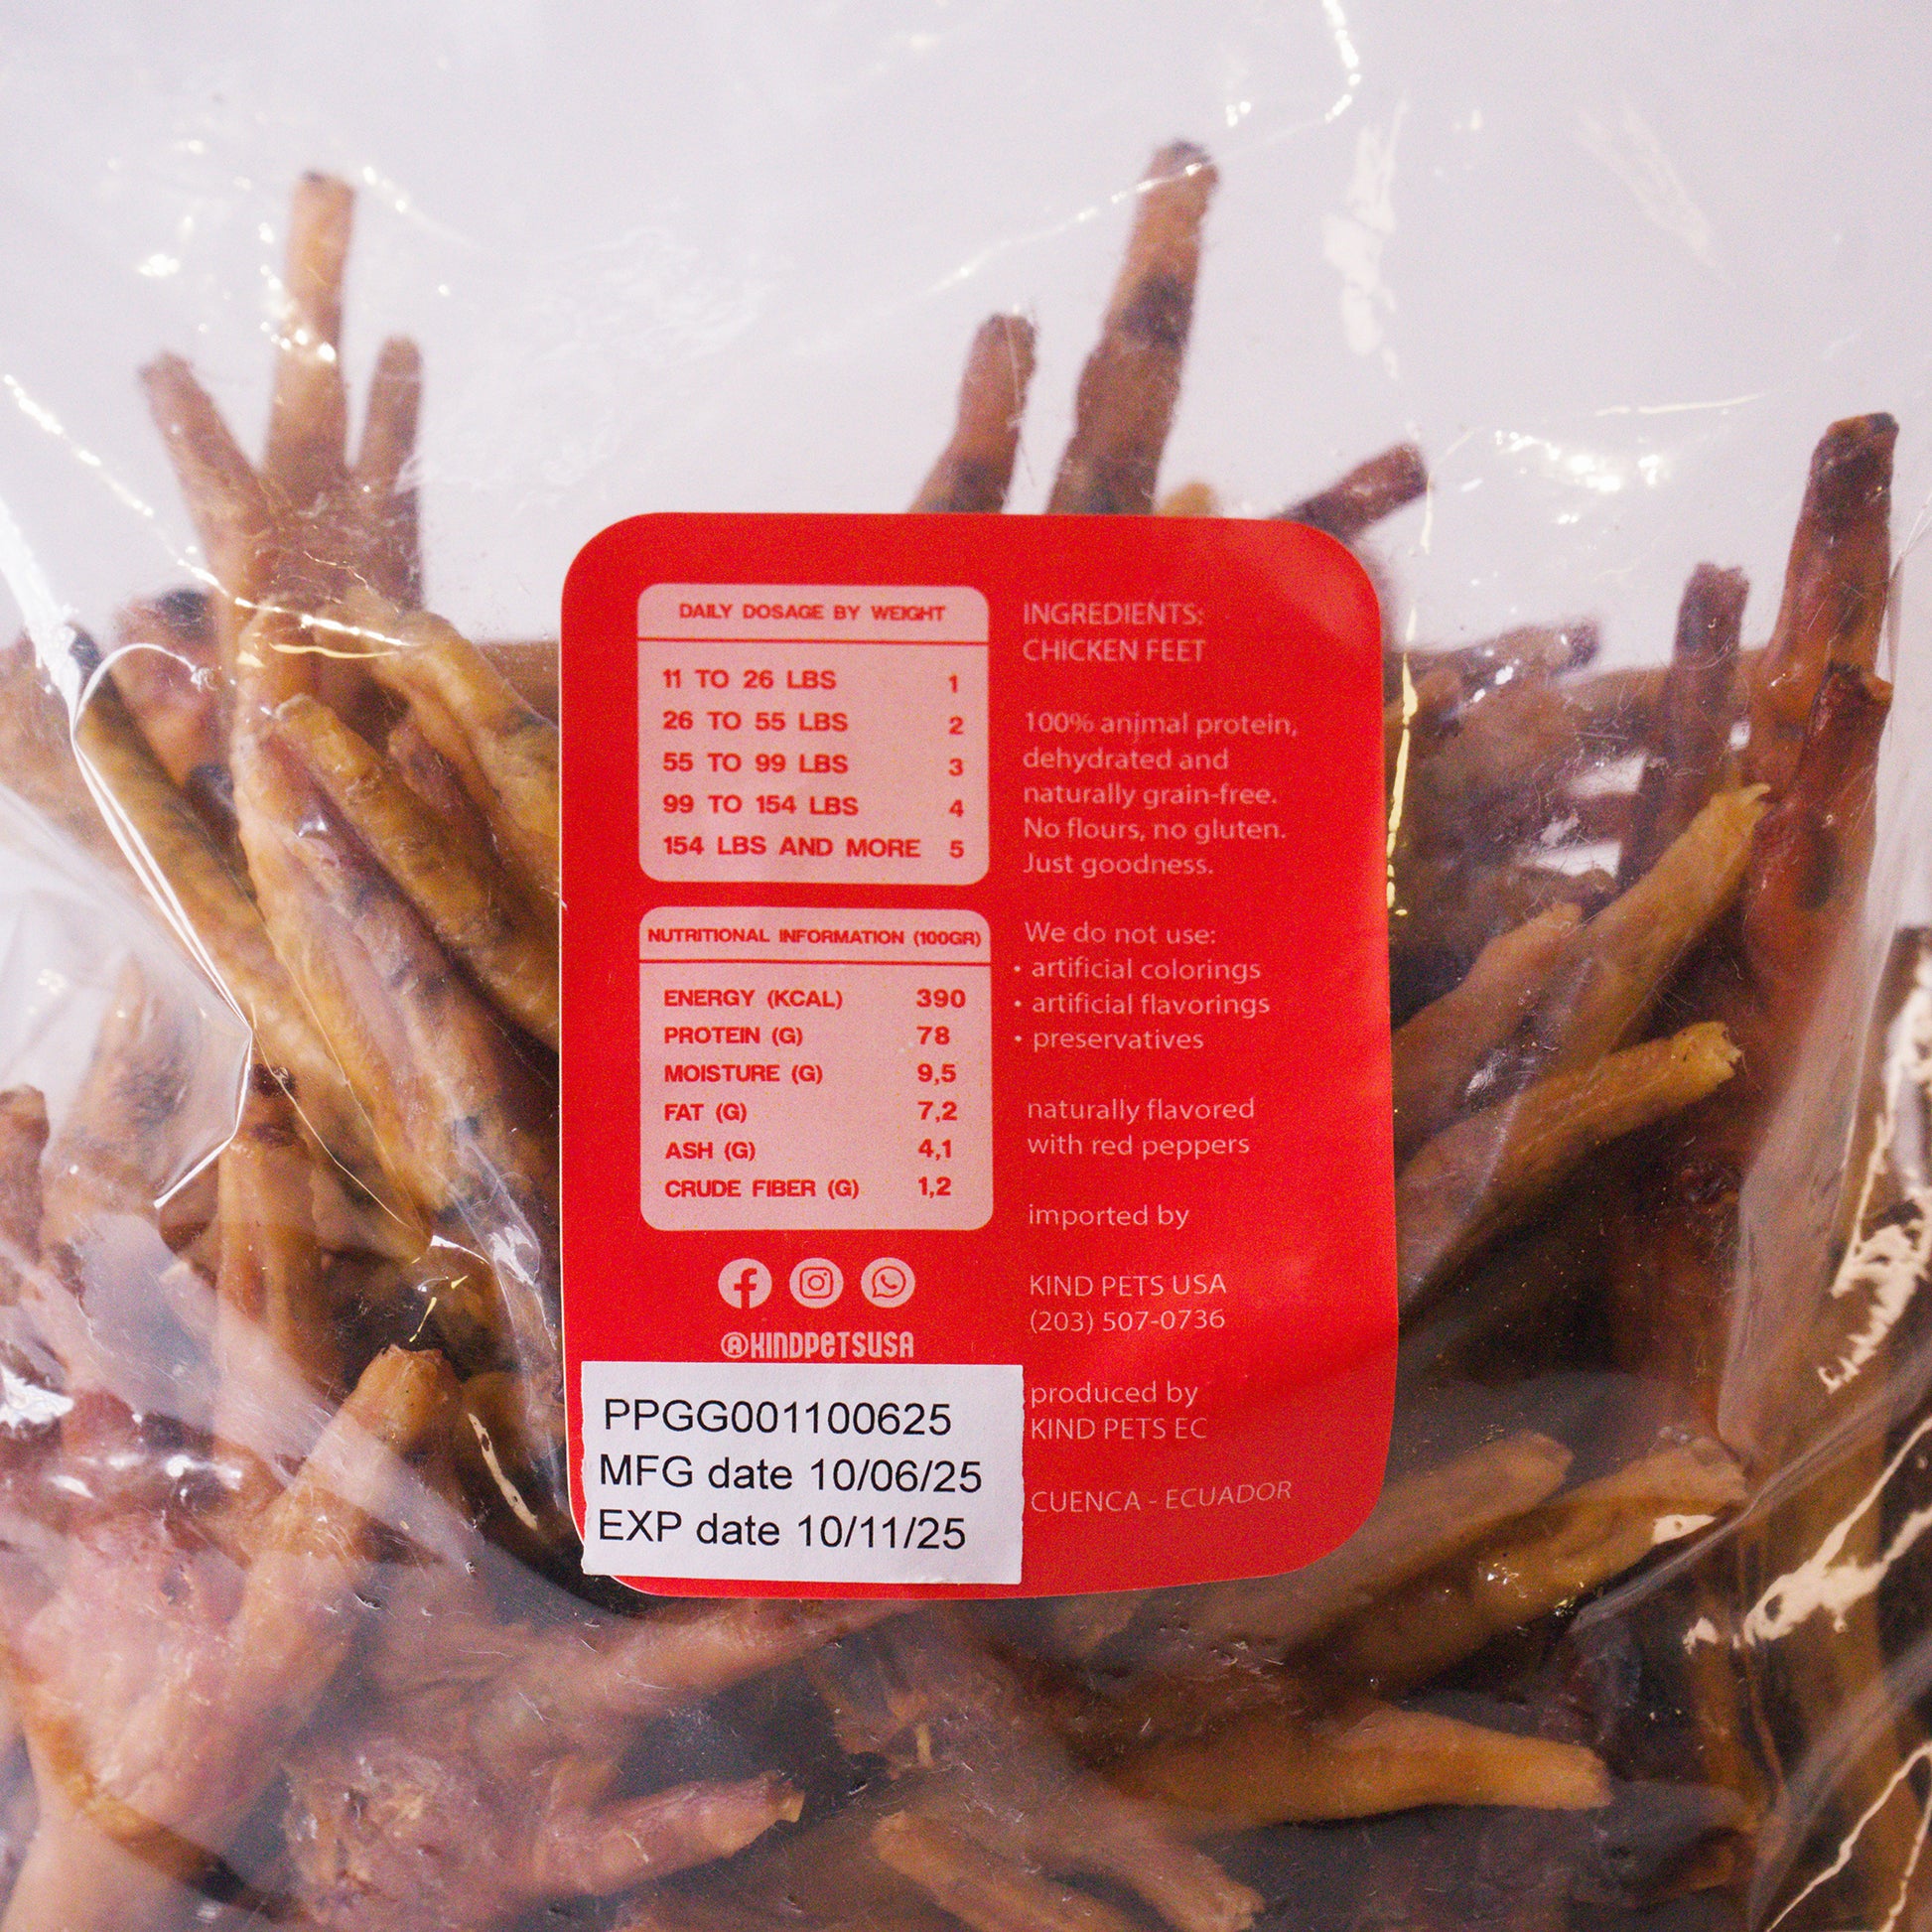 DAILY DOSAGE BY WEIGHT
11 TO 26 LBS 1
26 TO 55 LBS 2
55 TO 99 LBS 3
99 TO 154 LBS 4
154 LBS AND MORE 5
NUTRITIONAL INFORMATION (100GR)
ENERGY (KCAL) 390
PROTEIN (G) 78
MOISTURE (G) 9,5
FAT (G) 7,2
ASH (G) 4,1
CRUDE FIBER (G) 1,2
@KINDPETSUSA
PPGG001100625
MFG date 10/06/25
EXP date 10/11/25
INGREDIENTS:
CHICKEN FEET
100% animal protein,
dehydrated and
naturally grain-free.
No flours, no gluten.
Just goodness.
We do not use:
• artificial colorings
• artificial flavorings
• preservatives
naturally flavored
with red peppers
imported by
KIND PETS USA
(203) 507-0736
produced by
KIND PETS EC
CUENCA - ECUADOR